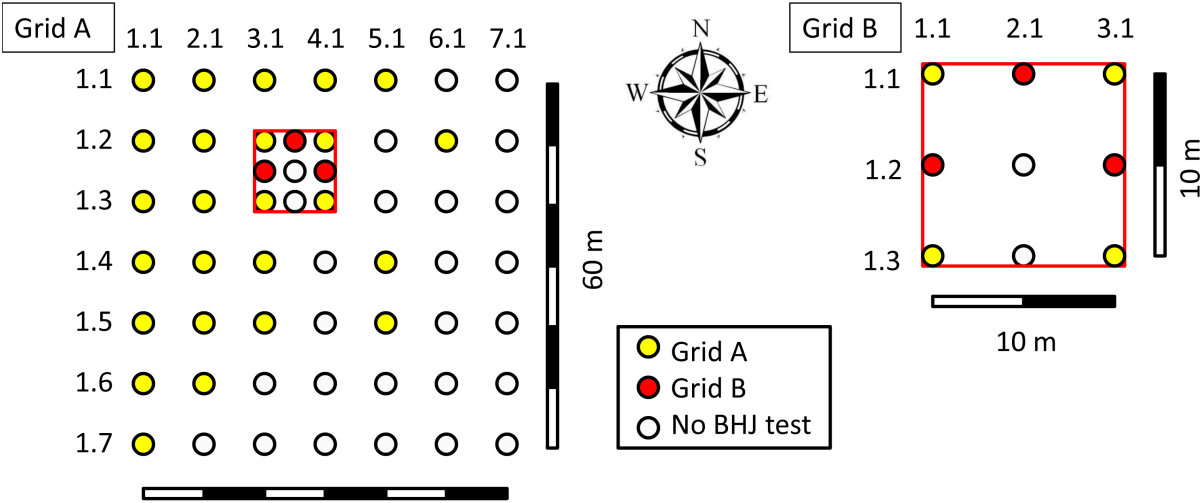 Grid A
1.1 2.1 3.1 4.1 5.1 6.1 7.1
1.1
1.2
1.3
1.4
1.5
1.6
1.7
60 m
N
W E
S
Grid A
Grid B
No BHJ test
Grid B
1.1 2.1 3.1
1.1
1.2
1.3
10 m
10 m